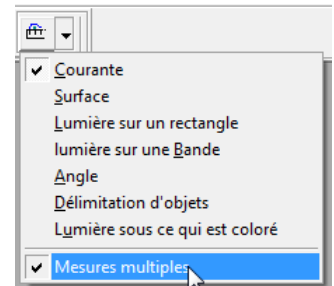 Courante
Surface
Lumière sur un rectangle
lumière sur une Bande
Angle
Délimitation d'objets
Lumière sous ce qui est coloré
Mesures multiples